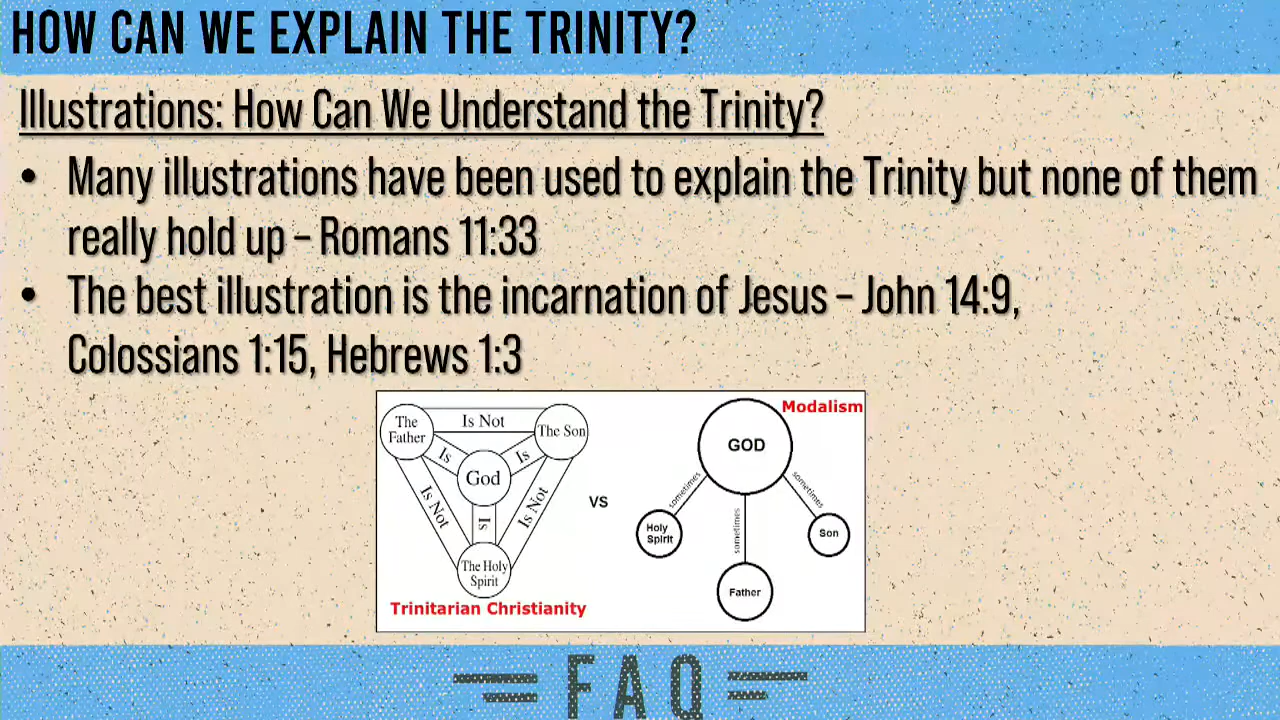 HOW CAN WE EXPLAIN THE TRINITY?
Illustrations: How Can We Understand the Trinity?
• Many illustrations have been used to explain the Trinity but none of them
really hold up – Romans 11:33
• The best illustration is the incarnation of Jesus – John 14:9,
Colossians 1:15, Hebrews 1:3
The
Father
Is Not
The Son
Is
Is
God
Is Not
Is
Is Not
The Holy
Spirit
Trinitarian Christianity
VS
Modalism
GOD
sometimes
sometimes
sometimes
Holy
Spirit
Son
Father
FAQ